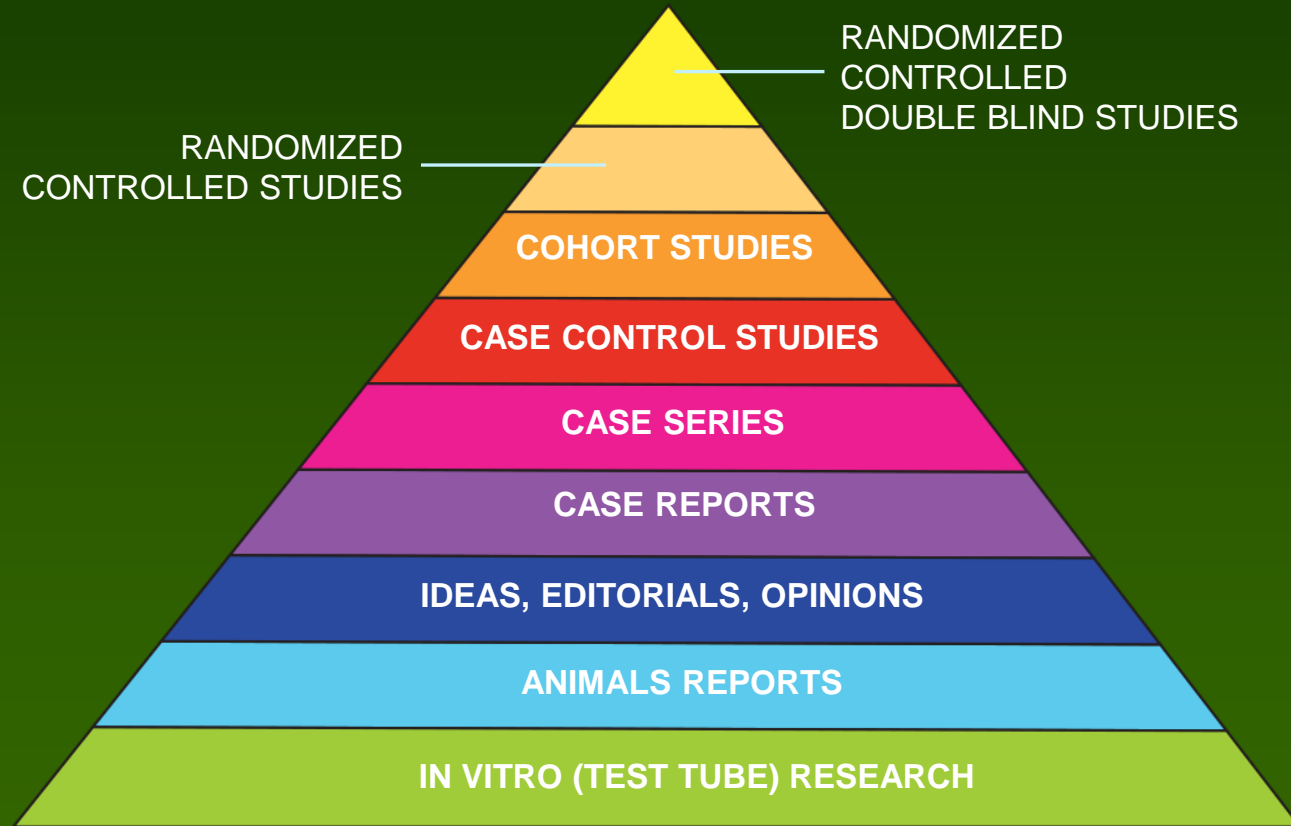 RANDOMIZED
CONTROLLED
DOUBLE BLIND STUDIES
RANDOMIZED
CONTROLLED STUDIES
COHORT STUDIES
CASE CONTROL STUDIES
CASE SERIES
CASE REPORTS
IDEAS, EDITORIALS, OPINIONS
ANIMALS REPORTS
IN VITRO (TEST TUBE) RESEARCH